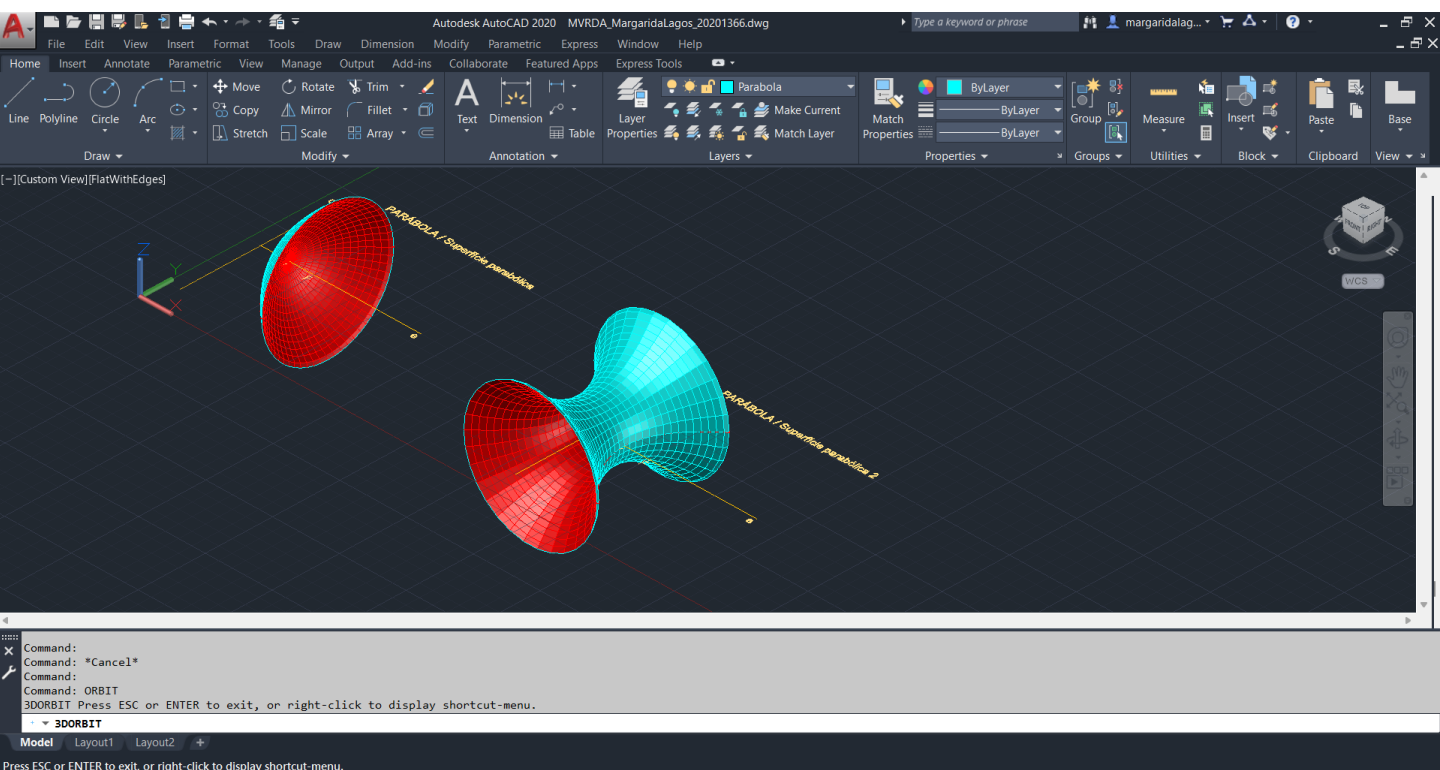 Autodesk AutoCAD 2020 MVRDA_MargaridaLagos_20201366.dwg
Type a keyword or phrase
margaridalag...
File Edit View Insert Format Tools Draw Dimension Modify Parametric Express Window Help
Home Insert Annotate Parametric View Manage Output Add-ins Collaborate Featured Apps Express Tools
Line Polyline Circle Arc
Move Rotate Trim
Copy Mirror Fillet
Stretch Scale Array
Text Dimension
Table
Layer Properties
Parabola
Make Current
Match Layer
Match Properties
ByLayer
ByLayer
ByLayer
Group
Measure
Insert
Paste
Base
Draw Modify Annotation Layers Properties Groups Utilities Block Clipboard View
[−][Custom View][FlatWithEdges]
PARÁBOLA / Superfície parabólica
Z
Y
X
F
e
TOP
FRONT
RIGHT
N
S
E
WCS
PARÁBOLA / Superfície parabólica 2
e
Command:
Command: *Cancel*
Command:
Command: ORBIT
3DORBIT Press ESC or ENTER to exit, or right-click to display shortcut-menu.
3DORBIT
Model Layout1 Layout2 +
Press ESC or ENTER to exit, or right-click to display shortcut-menu.